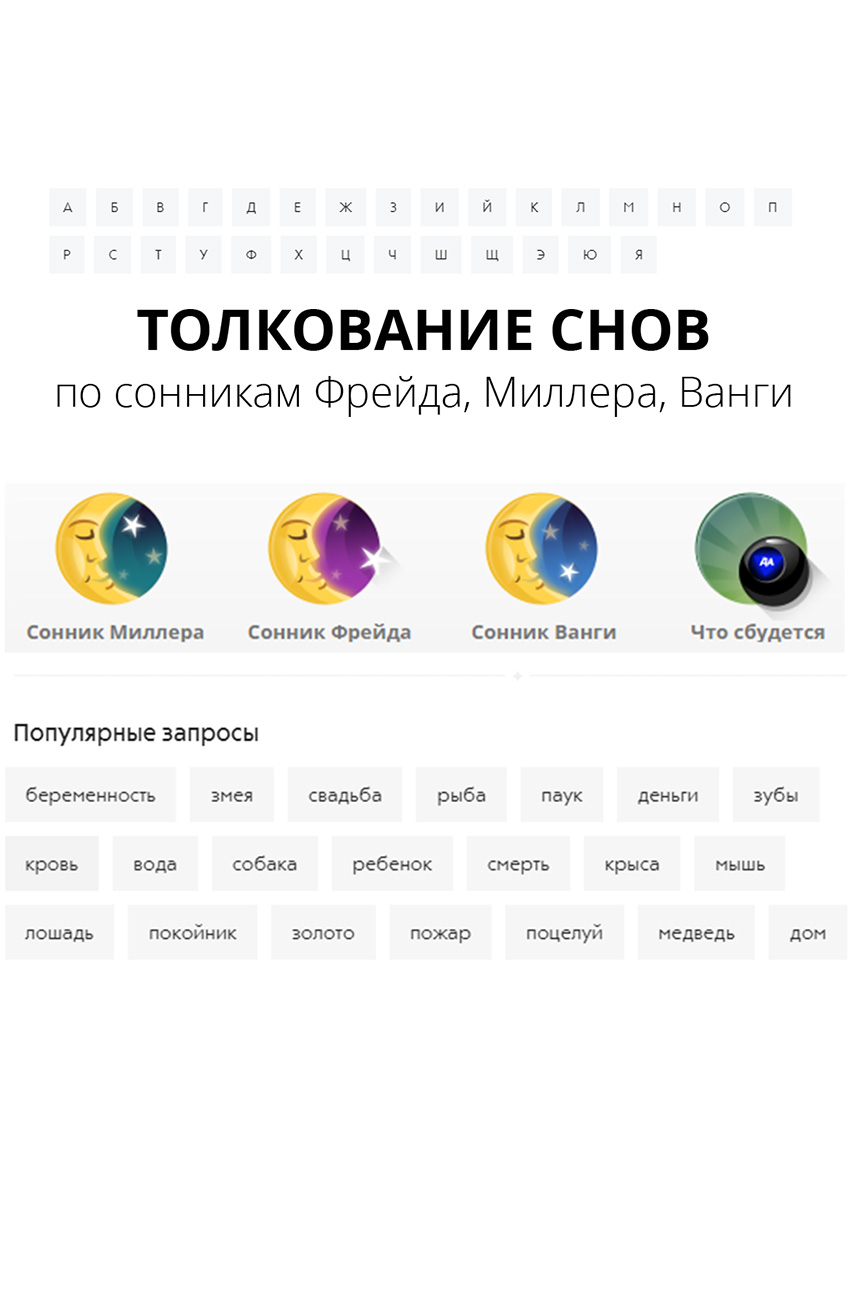 А Б В Г Д Е Ж З И Й К Л М Н О П
Р С Т У Ф Х Ц Ч Ш Щ Э Ю Я
ТОЛКОВАНИЕ СНОВ
по сонникам Фрейда, Миллера, Ванги
ДА
Сонник Миллера Сонник Фрейда Сонник Ванги Что сбудется
Популярные запросы
беременность змея свадьба рыба паук деньги зубы
кровь вода собака ребенок смерть крыса мышь
лошадь покойник золото пожар поцелуй медведь дом